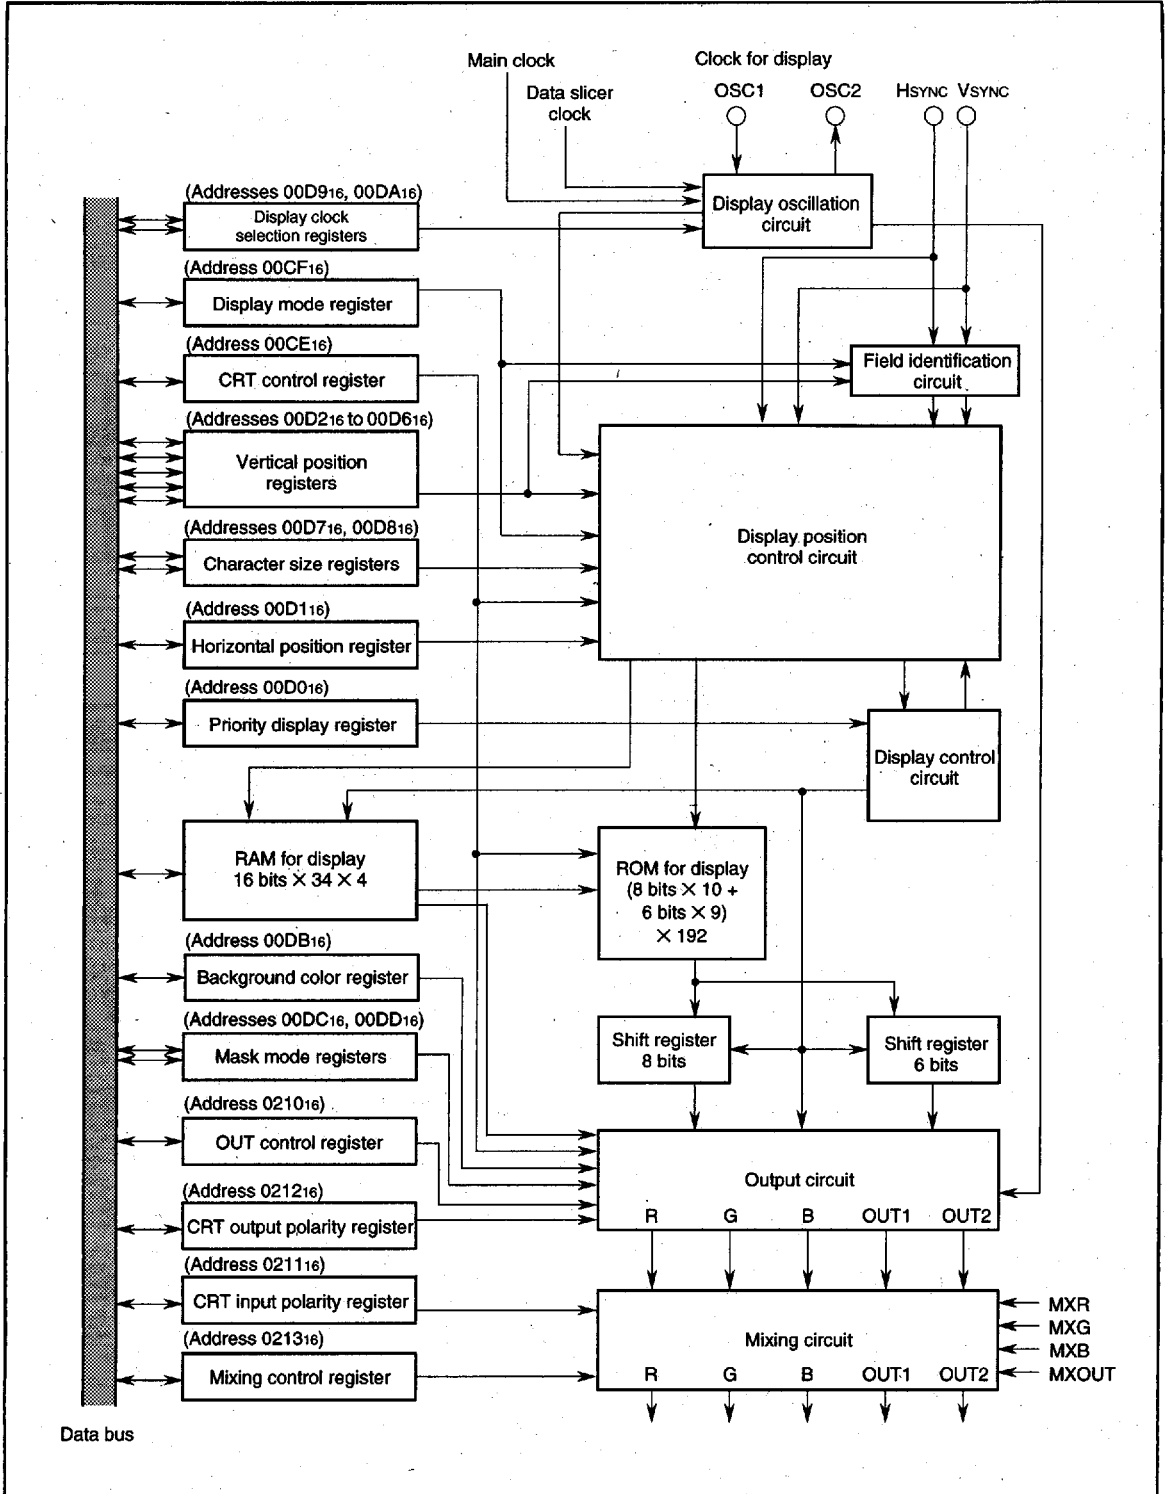 Main clock
Clock for display
Data slicer
clock
OSC1
OSC2
HSYNC
VSYNC
(Addresses 00D916, 00DA16)
Display clock
selection registers
Display oscillation
circuit
(Address 00CF16)
Display mode register
(Address 00CE16)
CRT control register
Field identification
circuit
(Addresses 00D216 to 00D616)
Vertical position
registers
(Addresses 00D716, 00D816)
Character size registers
Display position
control circuit
(Address 00D116)
Horizontal position register
(Address 00D016)
Priority display register
Display control
circuit
RAM for display
16 bits × 34 × 4
ROM for display
(8 bits × 10 +
6 bits × 9)
× 192
(Address 00DB16)
Background color register
(Addresses 00DC16, 00DD16)
Mask mode registers
Shift register
8 bits
Shift register
6 bits
(Address 021016)
OUT control register
(Address 021216)
CRT output polarity register
Output circuit
R
G
B
OUT1
OUT2
(Address 021116)
CRT input polarity register
(Address 021316)
Mixing control register
Mixing circuit
R
G
B
OUT1
OUT2
MXR
MXG
MXB
MXOUT
Data bus